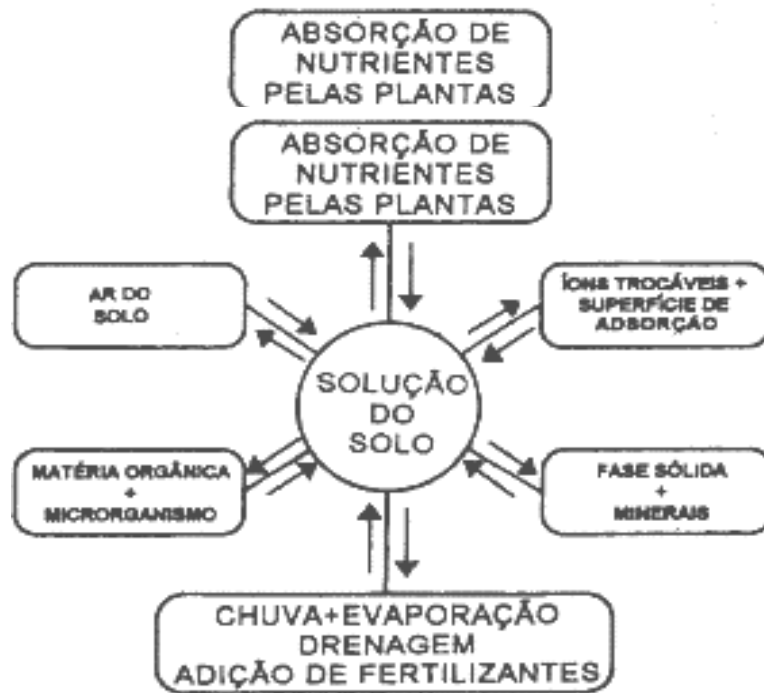 ABSORÇÃO DE
NUTRIENTES
PELAS PLANTAS
ABSORÇÃO DE
NUTRIENTES
PELAS PLANTAS
AR DO
SOLO
ÍONS TROCÁVEIS +
SUPERFÍCIE DE
ADSORÇÃO
SOLUÇÃO
DO
SOLO
MATÉRIA ORGÂNICA
+
MICRORGANISMO
FASE SÓLIDA
+
MINERAIS
CHUVA+EVAPORAÇÃO
DRENAGEM
ADIÇÃO DE FERTILIZANTES